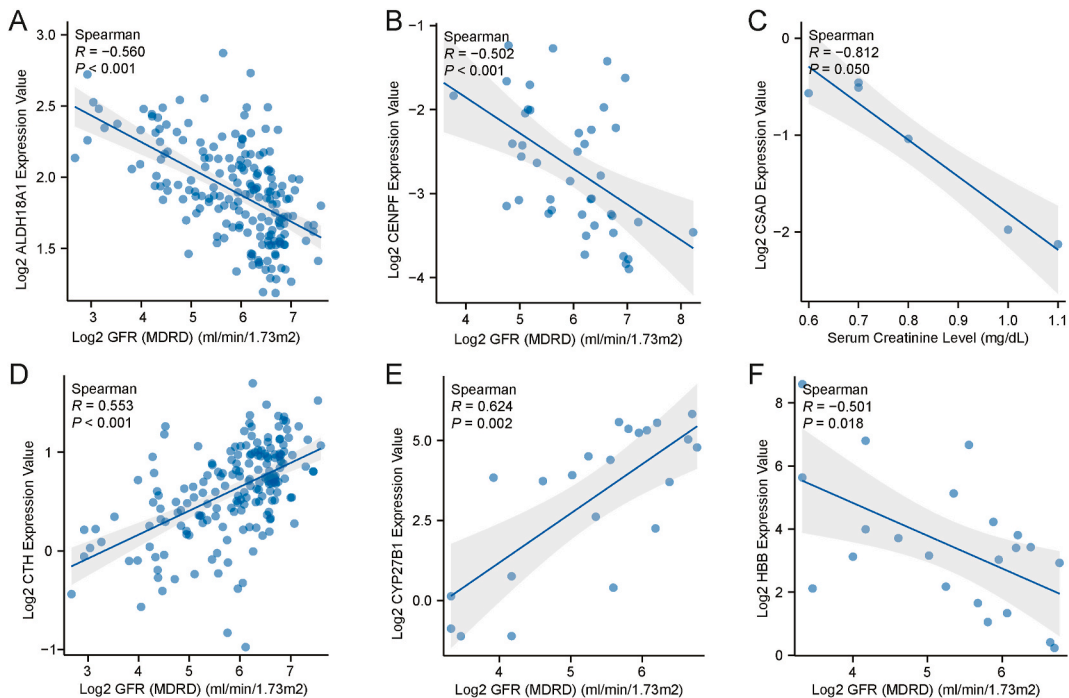 A
Spearman
R = −0.560
P < 0.001
3.0
2.5
2.0
1.5
Log2 ALDH18A1 Expression Value
3 4 5 6 7
Log2 GFR (MDRD) (ml/min/1.73m2)
B
Spearman
R = −0.502
P < 0.001
−1
−2
−3
−4
Log2 CENPF Expression Value
4 5 6 7 8
Log2 GFR (MDRD) (ml/min/1.73m2)
C
Spearman
R = −0.812
P = 0.050
0
−1
−2
Log2 CSAD Expression Value
0.6 0.7 0.8 0.9 1.0 1.1
Serum Creatinine Level (mg/dL)
D
Spearman
R = 0.553
P < 0.001
1
0
−1
Log2 CTH Expression Value
3 4 5 6 7
Log2 GFR (MDRD) (ml/min/1.73m2)
E
Spearman
R = 0.624
P = 0.002
5.0
2.5
0.0
Log2 CYP27B1 Expression Value
4 5 6
Log2 GFR (MDRD) (ml/min/1.73m2)
F
Spearman
R = −0.501
P = 0.018
8
6
4
2
0
Log2 HBB Expression Value
4 5 6
Log2 GFR (MDRD) (ml/min/1.73m2)